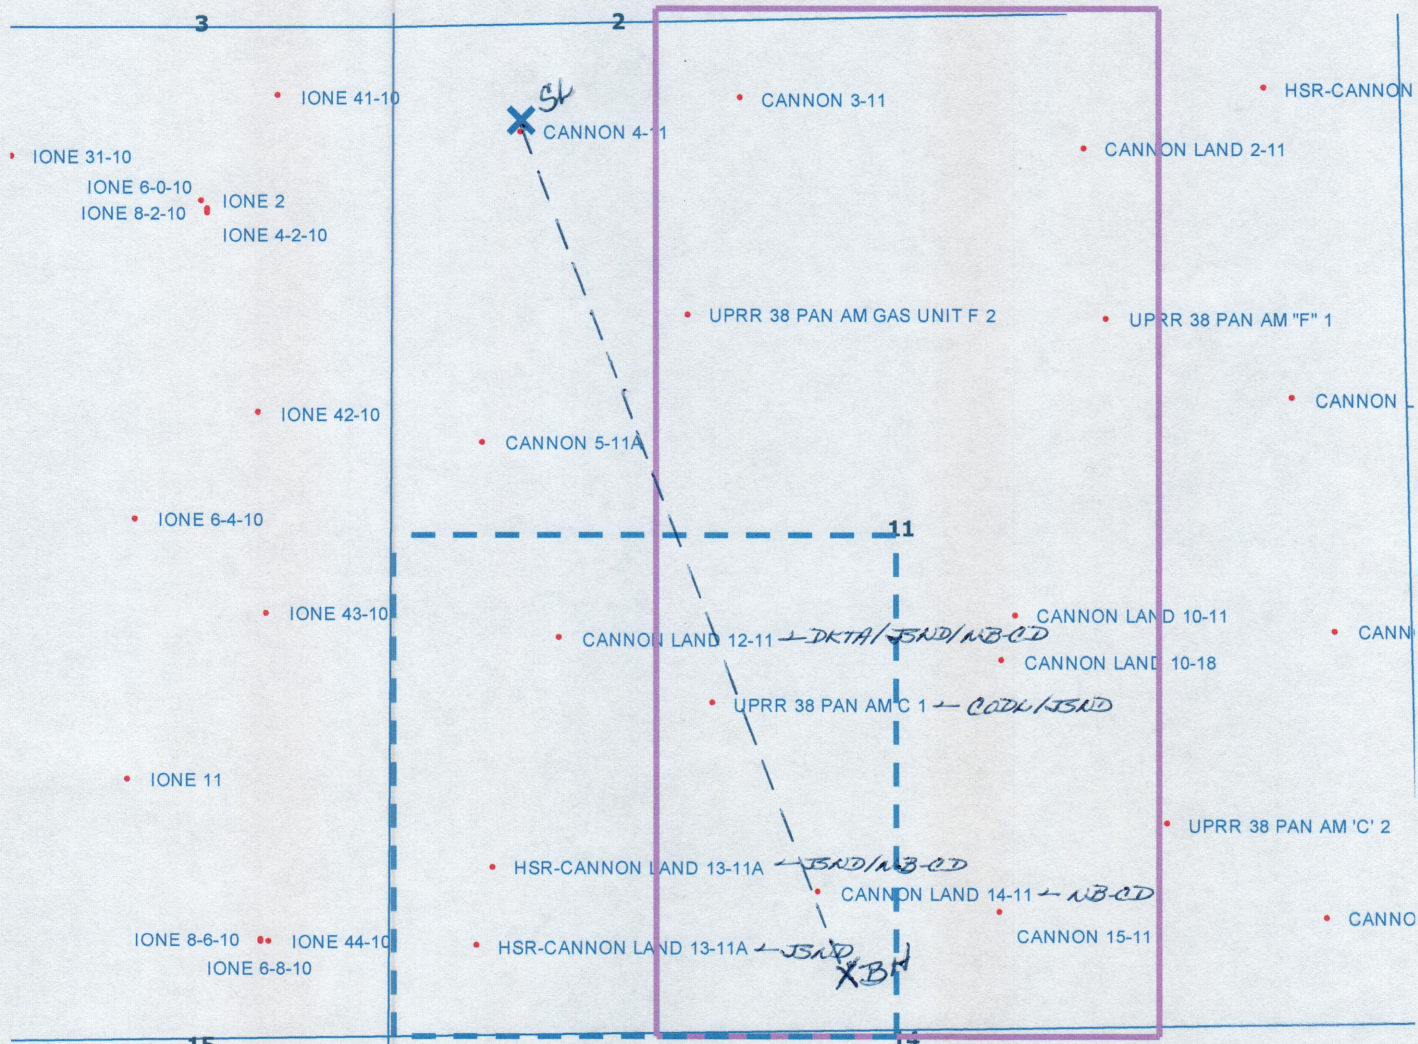 3
2
IONE 41-10
SL
CANNON 4-11
CANNON 3-11
HSR-CANNON
IONE 31-10
CANNON LAND 2-11
IONE 6-0-10
IONE 2
IONE 8-2-10
IONE 4-2-10
UPRR 38 PAN AM GAS UNIT F 2
UPRR 38 PAN AM "F" 1
IONE 42-10
CANNON
CANNON 5-11A
IONE 6-4-10
11
IONE 43-10
CANNON LAND 12-11 DKTA/JSND/NB-CD
CANNON LAND 10-11
CANN
CANNON LAND 10-18
UPRR 38 PAN AM C 1 CODL/JSND
IONE 11
UPRR 38 PAN AM 'C' 2
HSR-CANNON LAND 13-11A JSND/NB-CD
CANNON LAND 14-11 NB-CD
CANNO
IONE 8-6-10
IONE 44-10
CANNON 15-11
HSR-CANNON LAND 13-11A JSND
IONE 6-8-10
XBH
15
14